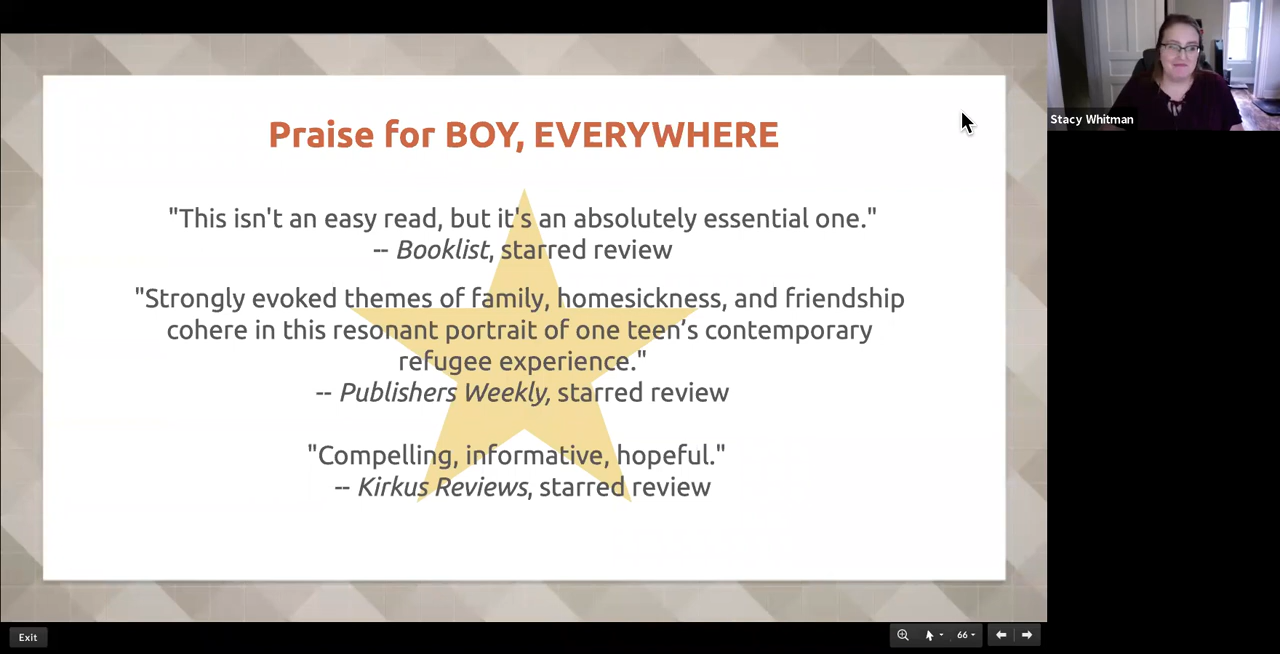 Praise for BOY, EVERYWHERE
"This isn't an easy read, but it's an absolutely essential one."
-- Booklist, starred review
"Strongly evoked themes of family, homesickness, and friendship
cohere in this resonant portrait of one teen’s contemporary
refugee experience."
-- Publishers Weekly, starred review
"Compelling, informative, hopeful."
-- Kirkus Reviews, starred review
Stacy Whitman
Exit
66